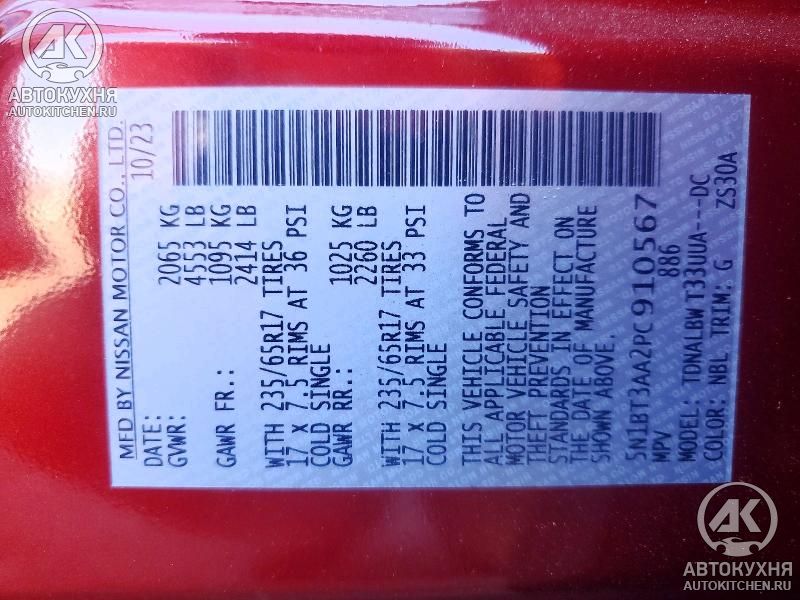 MFD BY NISSAN MOTOR CO., LTD.
DATE: 10/23
GVWR: 2065 KG
4553 LB
GAWR FR.: 1095 KG
2414 LB
WITH 235/65R17 TIRES
17 X 7.5 RIMS AT 36 PSI
COLD SINGLE
GAWR RR.: 1025 KG
2260 LB
WITH 235/65R17 TIRES
17 X 7.5 RIMS AT 33 PSI
COLD SINGLE
THIS VEHICLE CONFORMS TO
ALL APPLICABLE FEDERAL
MOTOR VEHICLE SAFETY AND
THEFT PREVENTION
STANDARDS IN EFFECT ON
THE DATE OF MANUFACTURE
SHOWN ABOVE.
5N1BT3AA2PC910567
MPV 886
MODEL: TDNALBW T33UUA---DC
COLOR: NBL TRIM: G ZS30A
АК
АВТОКУХНЯ
AUTOKITCHEN.RU
АК
АВТОКУХНЯ
AUTOKITCHEN.RU